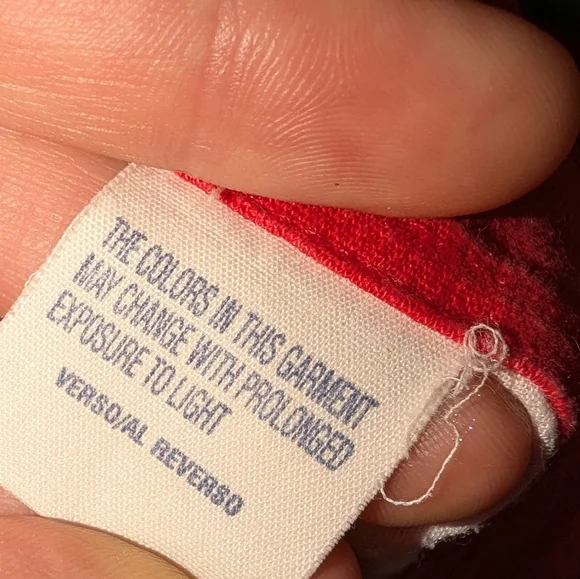 THE COLORS IN THIS GARMENT
MAY CHANGE WITH PROLONGED
EXPOSURE TO LIGHT
VERSO/AL REVERSO